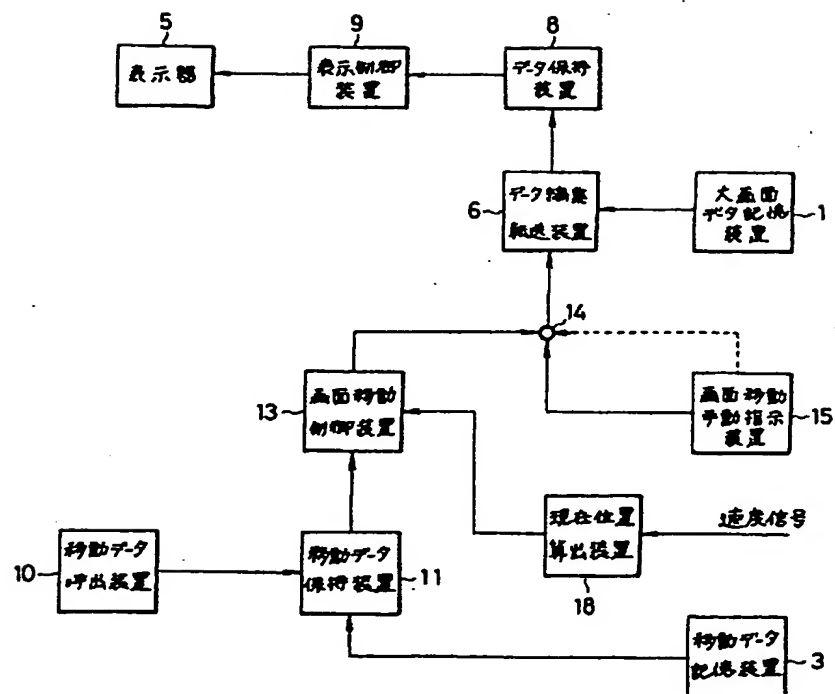 5
9
8
表示器
表示制御
装置
データ保持
装置
6
データ編集
転送装置
大画面
データ記憶
装置
1
14
13
画面移動
制御装置
画面移動
手動指示
装置
15
現在位置
算出装置
18
速度信号
10
移動データ
呼出装置
移動データ
保持装置
11
移動データ
記憶装置
3